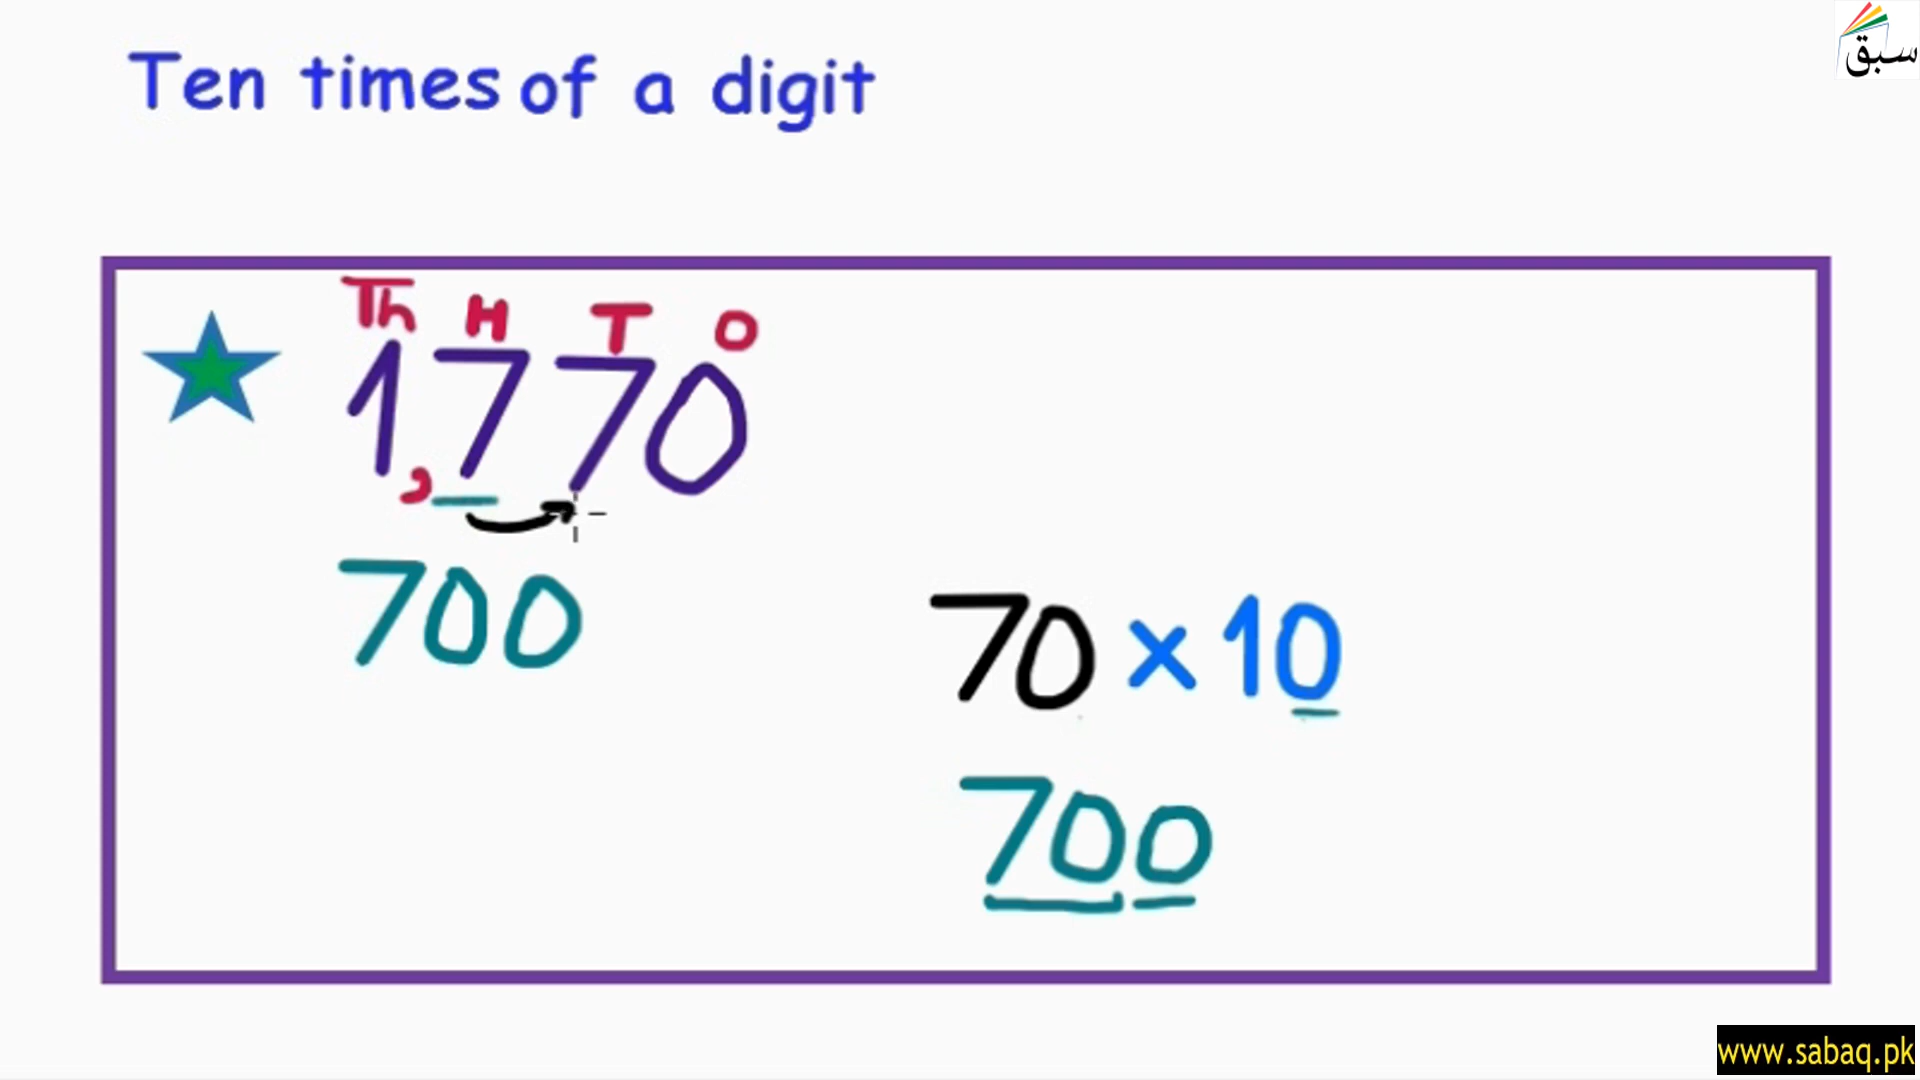 سبق
Ten times of a digit
Th H T O
1,770
700
70 × 10
700
www.sabaq.pk